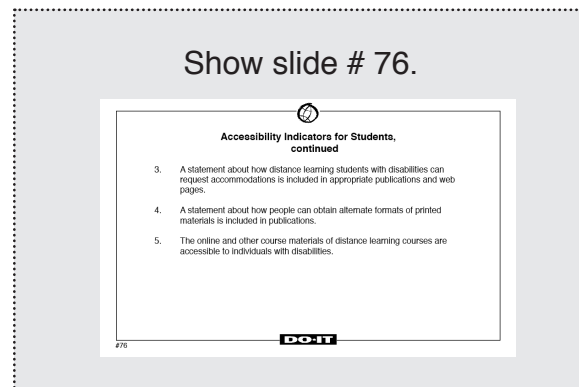 Show slide # 76.
Accessibility Indicators for Students,
continued
3. A statement about how distance learning students with disabilities can
request accommodations is included in appropriate publications and web
pages.
4. A statement about how people can obtain alternate formats of printed
materials is included in publications.
5. The online and other course materials of distance learning courses are
accessible to individuals with disabilities.
DO-IT
#76